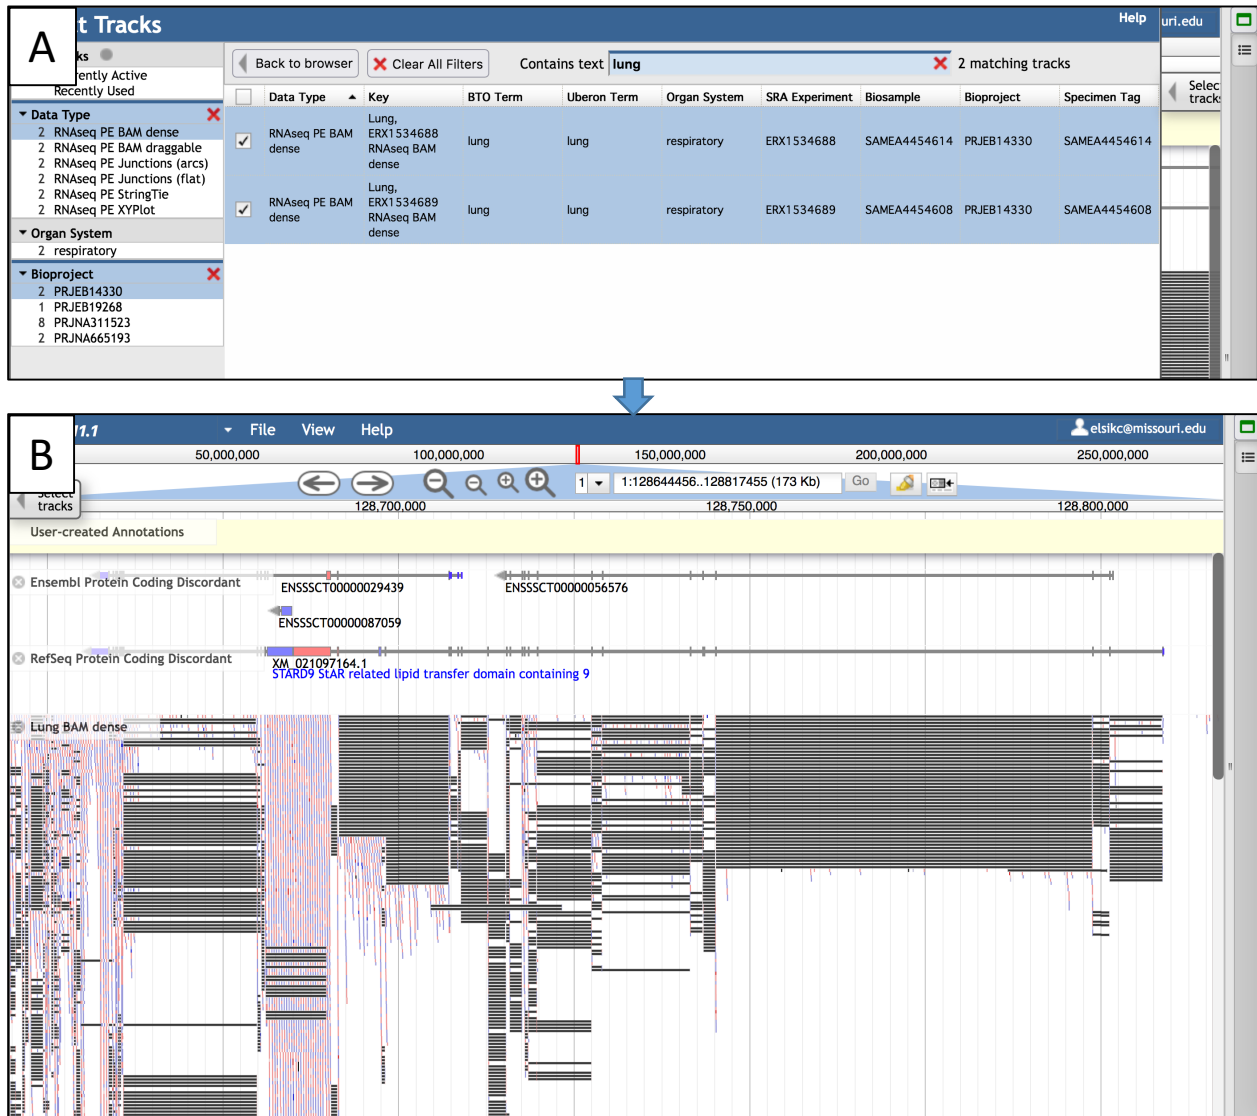 A
t Tracks
Help
uri.edu
ks
ently Active
Recently Used
Back to browser
Clear All Filters
Contains text
lung
2 matching tracks
Selec
tracks
Data Type
2 RNAseq PE BAM dense
2 RNAseq PE BAM draggable
2 RNAseq PE Junctions (arcs)
2 RNAseq PE Junctions (flat)
2 RNAseq PE StringTie
2 RNAseq PE XYPlot
Organ System
2 respiratory
Bioproject
2 PRJEB14330
1 PRJEB19268
8 PRJNA311523
2 PRJNA665193
Data Type Key BTO Term Uberon Term Organ System SRA Experiment Biosample Bioproject Specimen Tag
RNAseq PE BAM dense
Lung, ERX1534688 RNAseq BAM dense
lung lung respiratory ERX1534688 SAMEA4454614 PRJEB14330 SAMEA4454614
RNAseq PE BAM dense
Lung, ERX1534689 RNAseq BAM dense
lung lung respiratory ERX1534689 SAMEA4454608 PRJEB14330 SAMEA4454608
B
11.1
File View Help
elsikc@missouri.edu
50,000,000 100,000,000 150,000,000 200,000,000 250,000,000
Select
tracks
1
1:128644456..128817455 (173 Kb)
Go
128,700,000 128,750,000 128,800,000
User-created Annotations
Ensembl Protein Coding Discordant
ENSSSCT00000029439
ENSSSCT00000056576
ENSSSCT00000087059
RefSeq Protein Coding Discordant
XM_021097164.1
STARD9 StAR related lipid transfer domain containing 9
Lung BAM dense